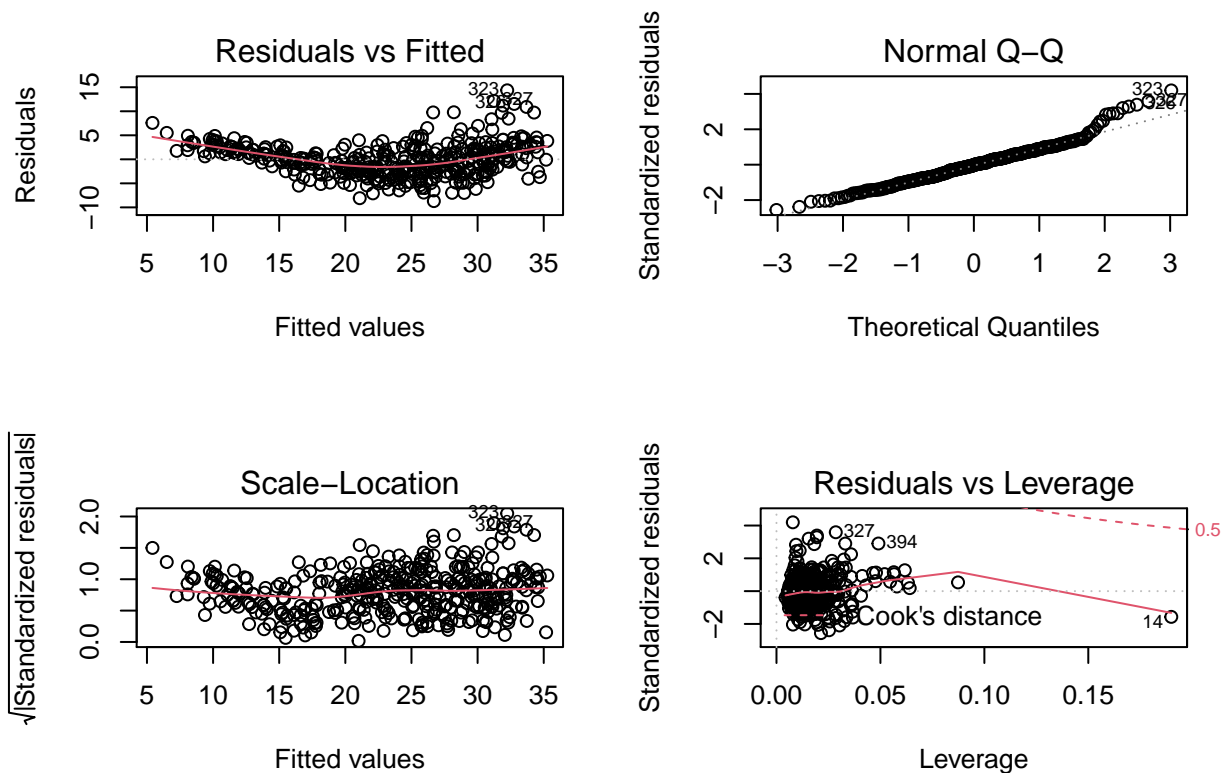 Residuals vs Fitted
Residuals
15
5
−10
323
327
5 10 15 20 25 30 35
Fitted values
Normal Q−Q
Standardized residuals
2
−2
323
327
−3 −2 −1 0 1 2 3
Theoretical Quantiles
Scale−Location
√|Standardized residuals|
2.0
1.0
0.0
323
327
5 10 15 20 25 30 35
Fitted values
Residuals vs Leverage
Standardized residuals
2
−2
327
394
0.5
Cook's distance
14
0.00 0.05 0.10 0.15
Leverage